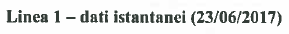 Linea 1 – dati istantanei (23/06/2017)